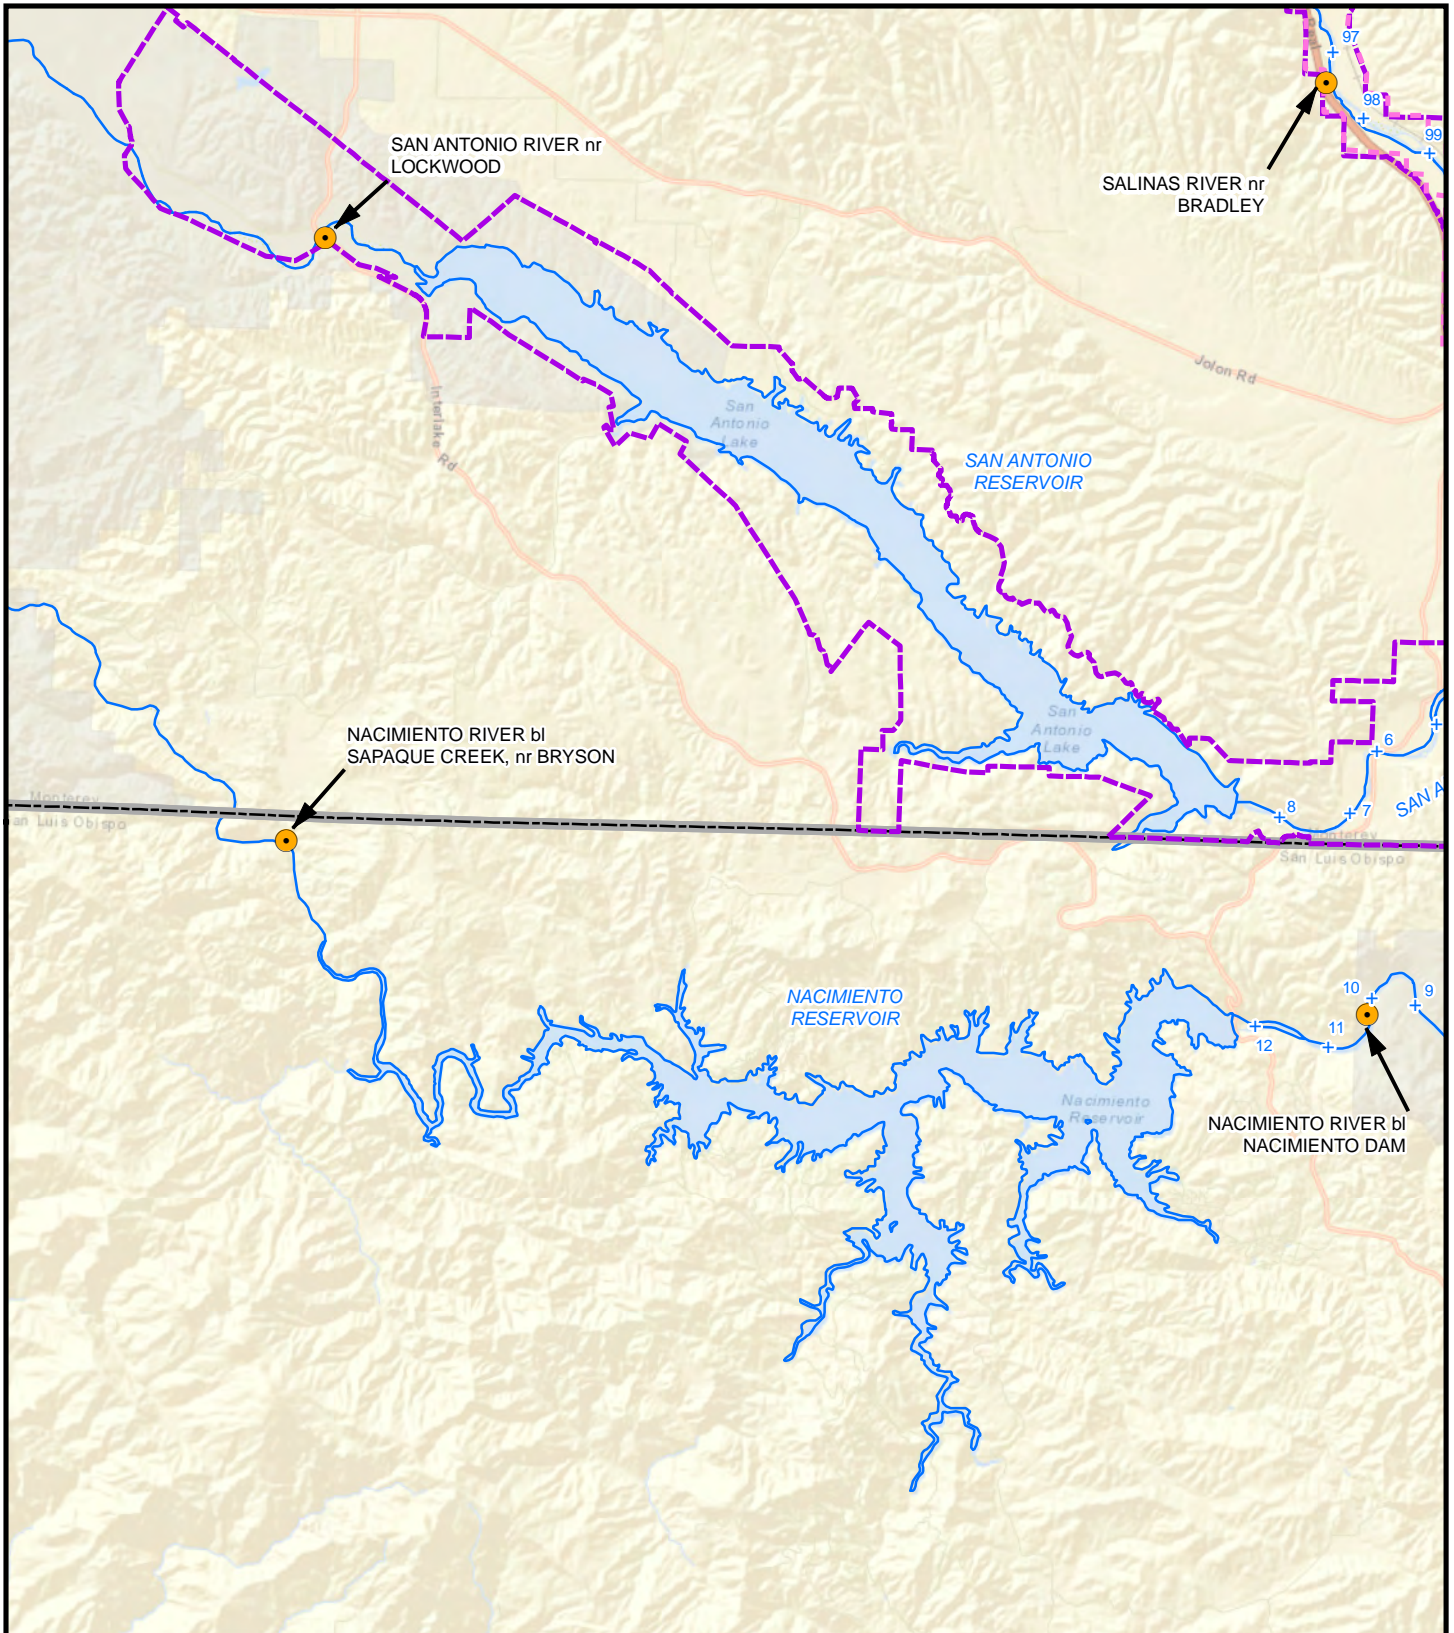 97
98
99
SAN ANTONIO RIVER nr
LOCKWOOD
SALINAS RIVER nr
BRADLEY
Jolon Rd
Interlake Rd
San
Antonio
Lake
SAN ANTONIO
RESERVOIR
San
Antonio
Lake
NACIMIENTO RIVER bl
SAPAQUE CREEK, nr BRYSON
6
7
8
SAN A
Monterey
San Luis Obispo
Monterey
San Luis Obispo
NACIMIENTO
RESERVOIR
10
9
11
12
Nacimiento
Reservoir
NACIMIENTO RIVER bl
NACIMIENTO DAM